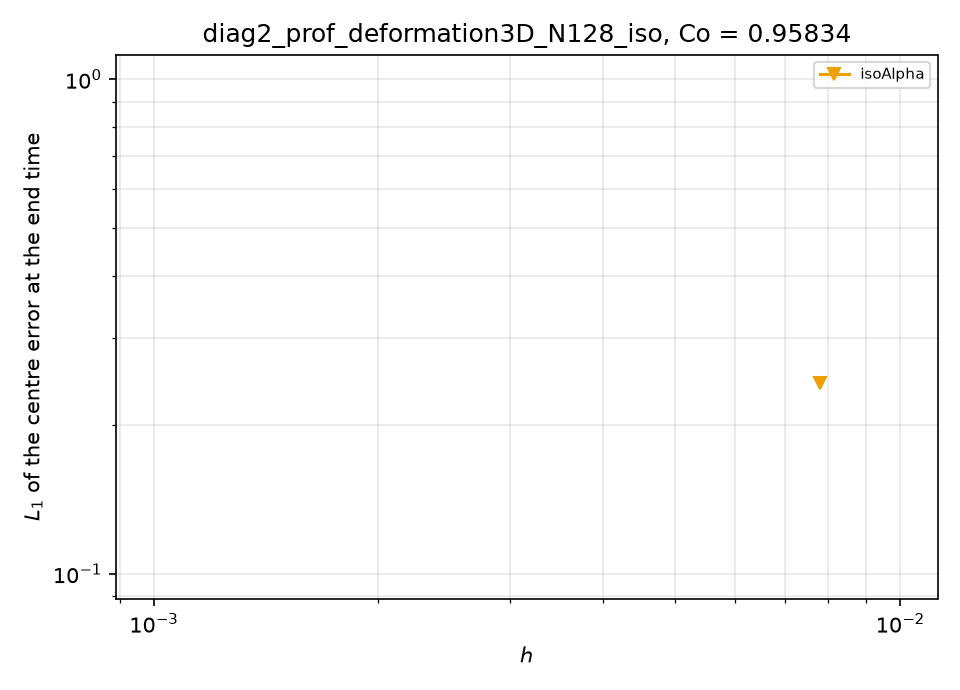 diag2_prof_deformation3D_N128_iso, Co = 0.95834
isoAlpha
10⁰
L₁ of the centre error at the end time
10⁻¹
10⁻³
10⁻²
h